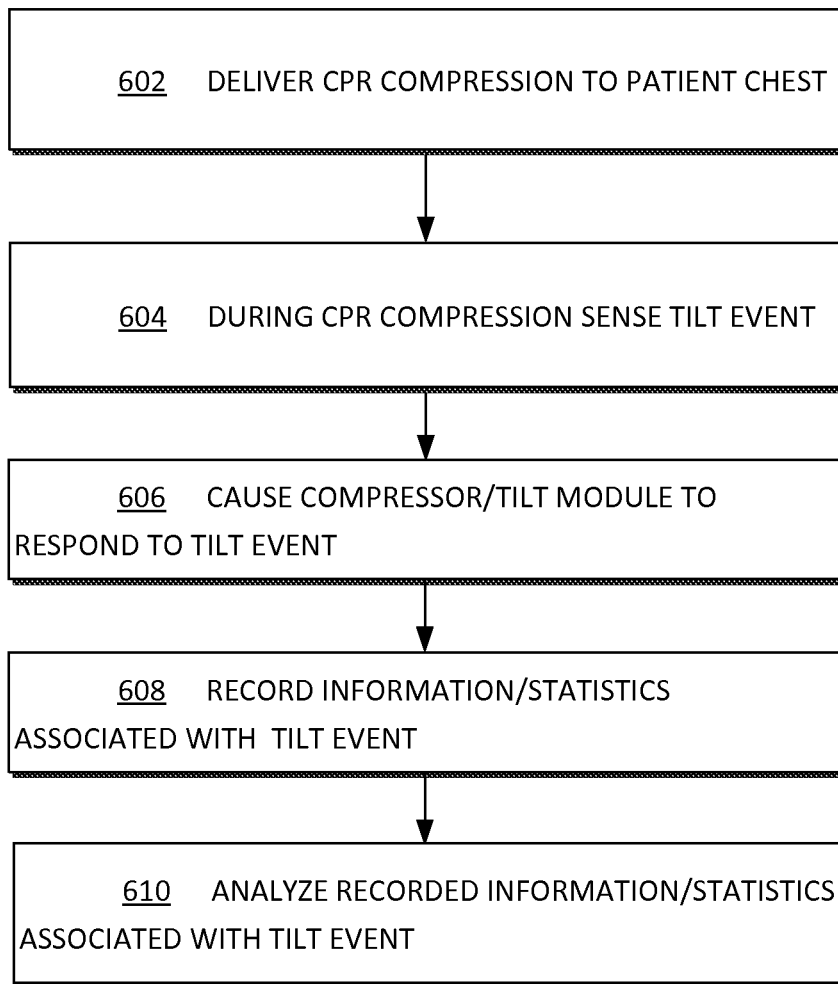 602 DELIVER CPR COMPRESSION TO PATIENT CHEST
604 DURING CPR COMPRESSION SENSE TILT EVENT
606 CAUSE COMPRESSOR/TILT MODULE TO
RESPOND TO TILT EVENT
608 RECORD INFORMATION/STATISTICS
ASSOCIATED WITH TILT EVENT
610 ANALYZE RECORDED INFORMATION/STATISTICS
ASSOCIATED WITH TILT EVENT